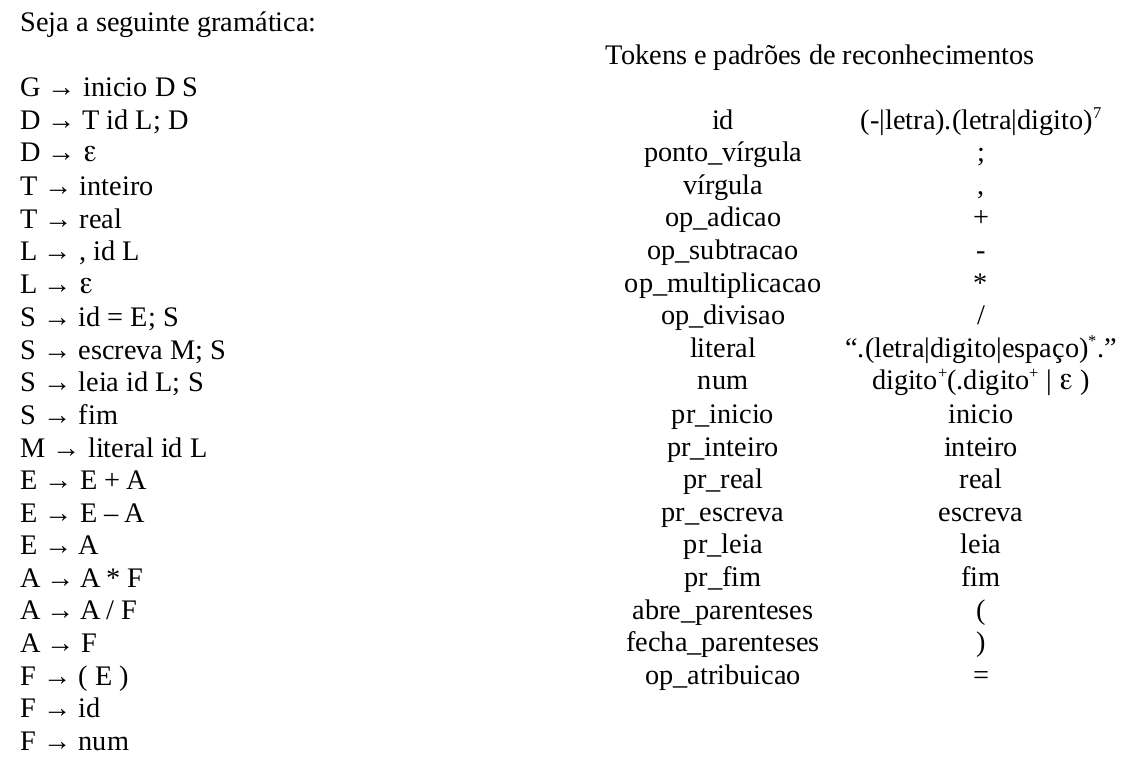 Seja a seguinte gramática:
G → inicio D S
D → T id L; D
D → ε
T → inteiro
T → real
L → , id L
L → ε
S → id = E; S
S → escreva M; S
S → leia id L; S
S → fim
M → literal id L
E → E + A
E → E – A
E → A
A → A * F
A → A / F
A → F
F → ( E )
F → id
F → num
Tokens e padrões de reconhecimentos
id (-|letra).(letra|digito)⁷
ponto_vírgula ;
vírgula ,
op_adicao +
op_subtracao -
op_multiplicacao *
op_divisao /
literal “.(letra|digito|espaço)*.”
num digito⁺(.digito⁺ | ε )
pr_inicio inicio
pr_inteiro inteiro
pr_real real
pr_escreva escreva
pr_leia leia
pr_fim fim
abre_parenteses (
fecha_parenteses )
op_atribuicao =